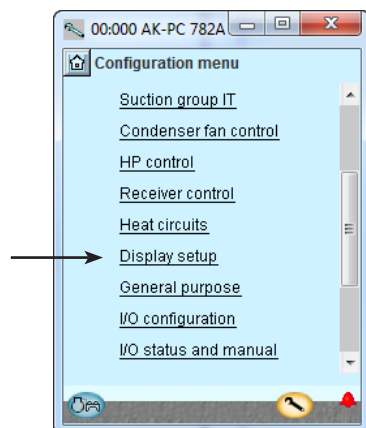 00:000 AK-PC 782A
Configuration menu
Suction group IT
Condenser fan control
HP control
Receiver control
Heat circuits
Display setup
General purpose
I/O configuration
I/O status and manual